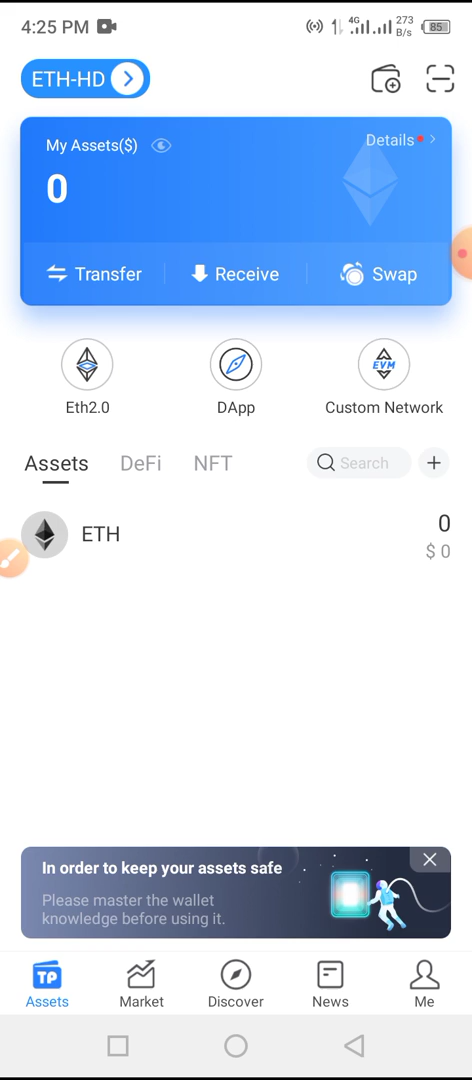 4:25 PM
4G
273
B/s
85
ETH-HD
My Assets($)
Details
0
Transfer
Receive
Swap
EVM
Eth2.0
DApp
Custom Network
Assets
DeFi
NFT
Search
ETH
0
$ 0
In order to keep your assets safe
Please master the wallet
knowledge before using it.
TP
Assets
Market
Discover
News
Me